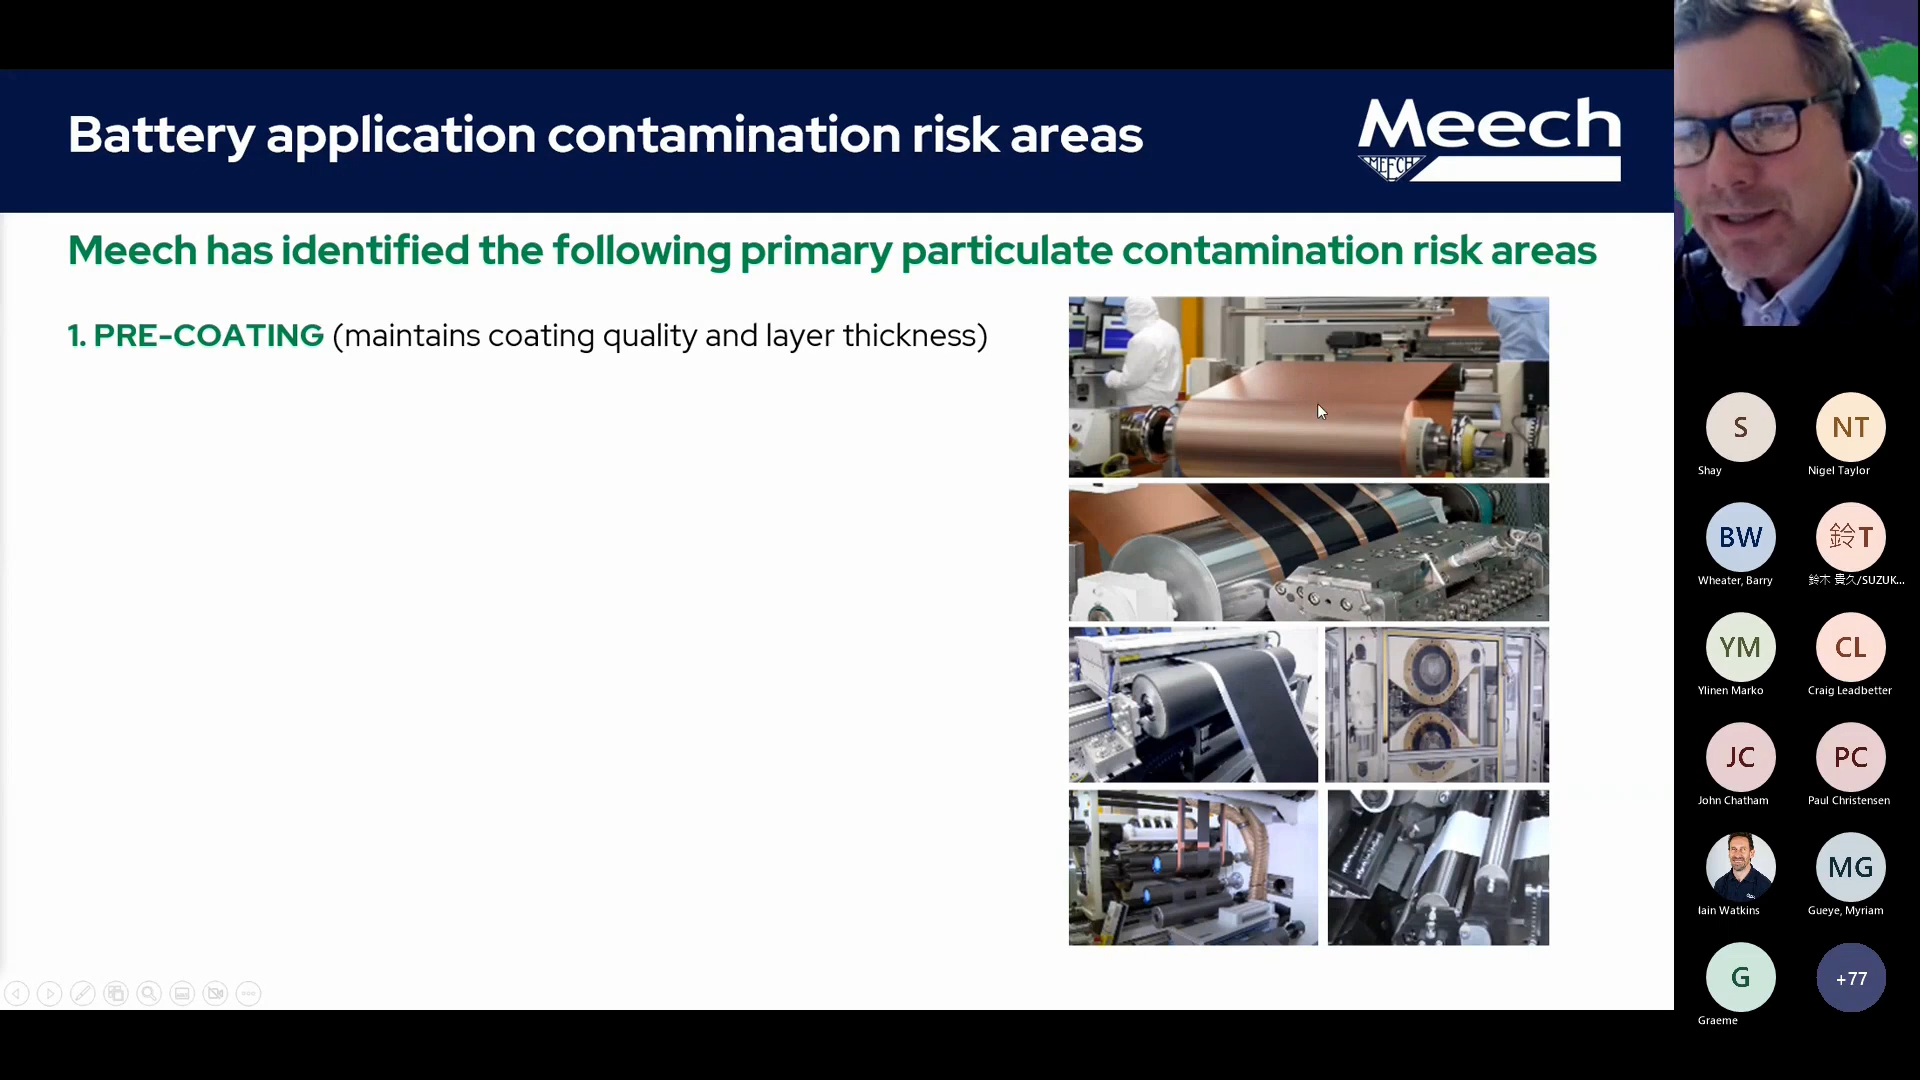 Battery application contamination risk areas
Meech
MEECH
Meech has identified the following primary particulate contamination risk areas
1. PRE-COATING (maintains coating quality and layer thickness)
S
NT
Shay
Nigel Taylor
BW
鈴T
Wheater, Barry
鈴木 貴久/SUZUK...
YM
CL
Ylinen Marko
Craig Leadbetter
JC
PC
John Chatham
Paul Christensen
MG
Iain Watkins
Gueye, Myriam
G
+77
Graeme